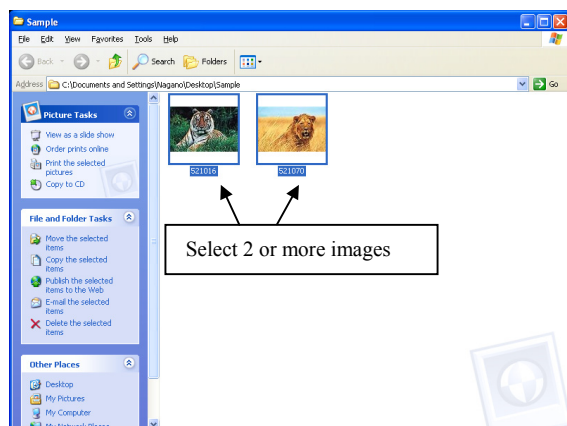 Sample
File Edit View Favorites Tools Help
Back Search Folders
Address C:\Documents and Settings\Nagano\Desktop\Sample Go
Picture Tasks
View as a slide show
Order prints online
Print the selected
pictures
Copy to CD
File and Folder Tasks
Move the selected
items
Copy the selected
items
Publish the selected
items to the Web
E-mail the selected
items
Delete the selected
items
Other Places
Desktop
My Pictures
My Computer
My Network Places
521016 521070
Select 2 or more images